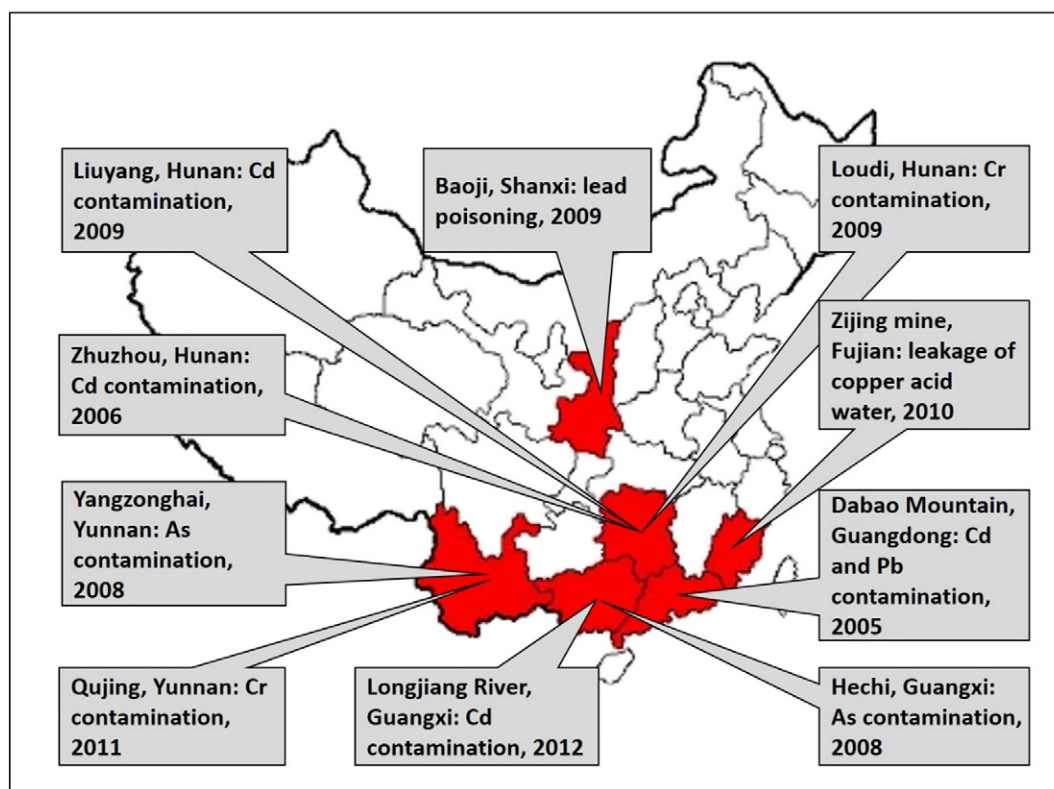 Liuyang, Hunan: Cd
contamination,
2009
Baoji, Shanxi: lead
poisoning, 2009
Loudi, Hunan: Cr
contamination,
2009
Zhuzhou, Hunan:
Cd contamination,
2006
Zijing mine,
Fujian: leakage of
copper acid
water, 2010
Yangzonghai,
Yunnan: As
contamination,
2008
Dabao Mountain,
Guangdong: Cd
and Pb
contamination,
2005
Qujing, Yunnan: Cr
contamination,
2011
Longjiang River,
Guangxi: Cd
contamination, 2012
Hechi, Guangxi:
As contamination,
2008